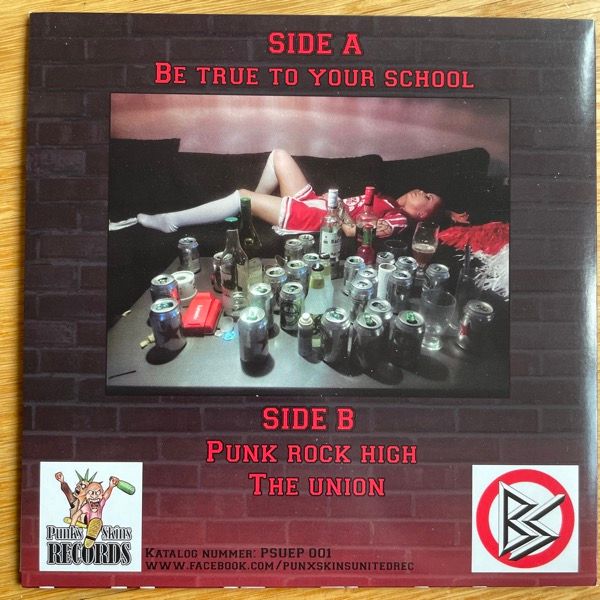 SIDE A
BE TRUE TO YOUR SCHOOL
SIDE B
PUNK ROCK HIGH
THE UNION
Punks Skins
RECORDS
KATALOG NUMMER: PSUEP 001
WWW.FACEBOOK.COM/PUNXSKINSUNITEDREC
BS